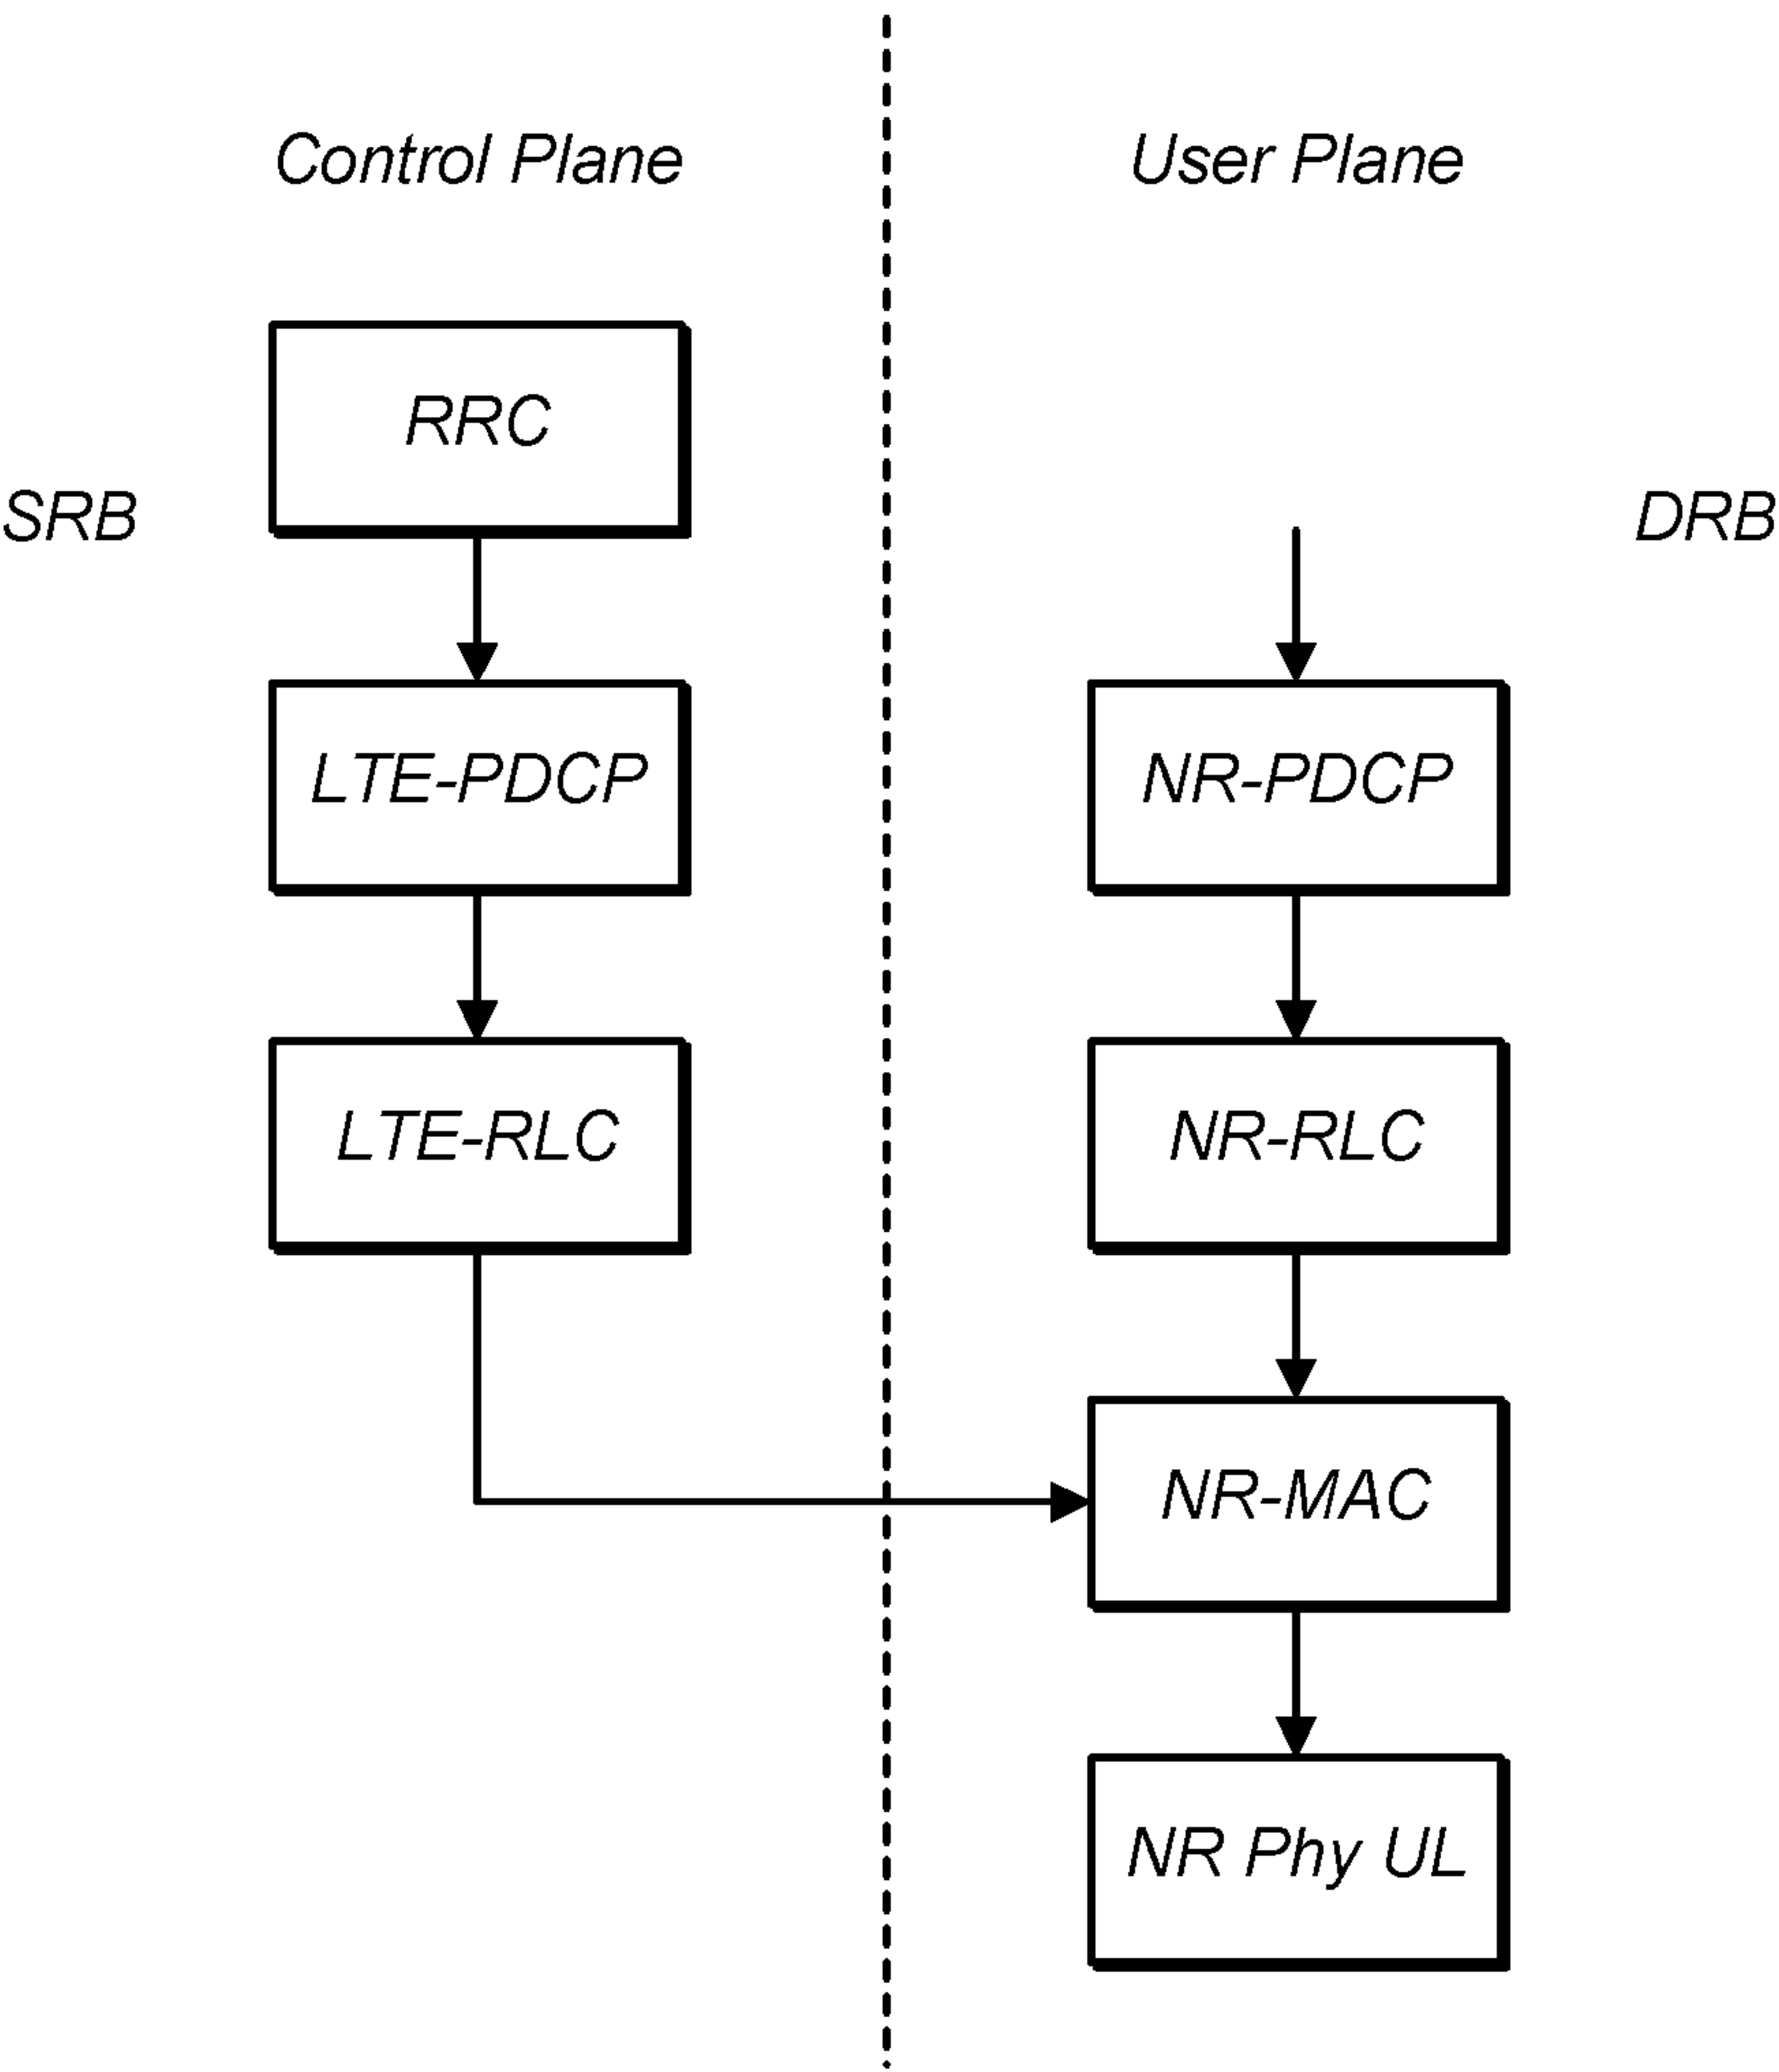 Control Plane
User Plane
RRC
SRB
DRB
LTE-PDCP
NR-PDCP
LTE-RLC
NR-RLC
NR-MAC
NR Phy UL